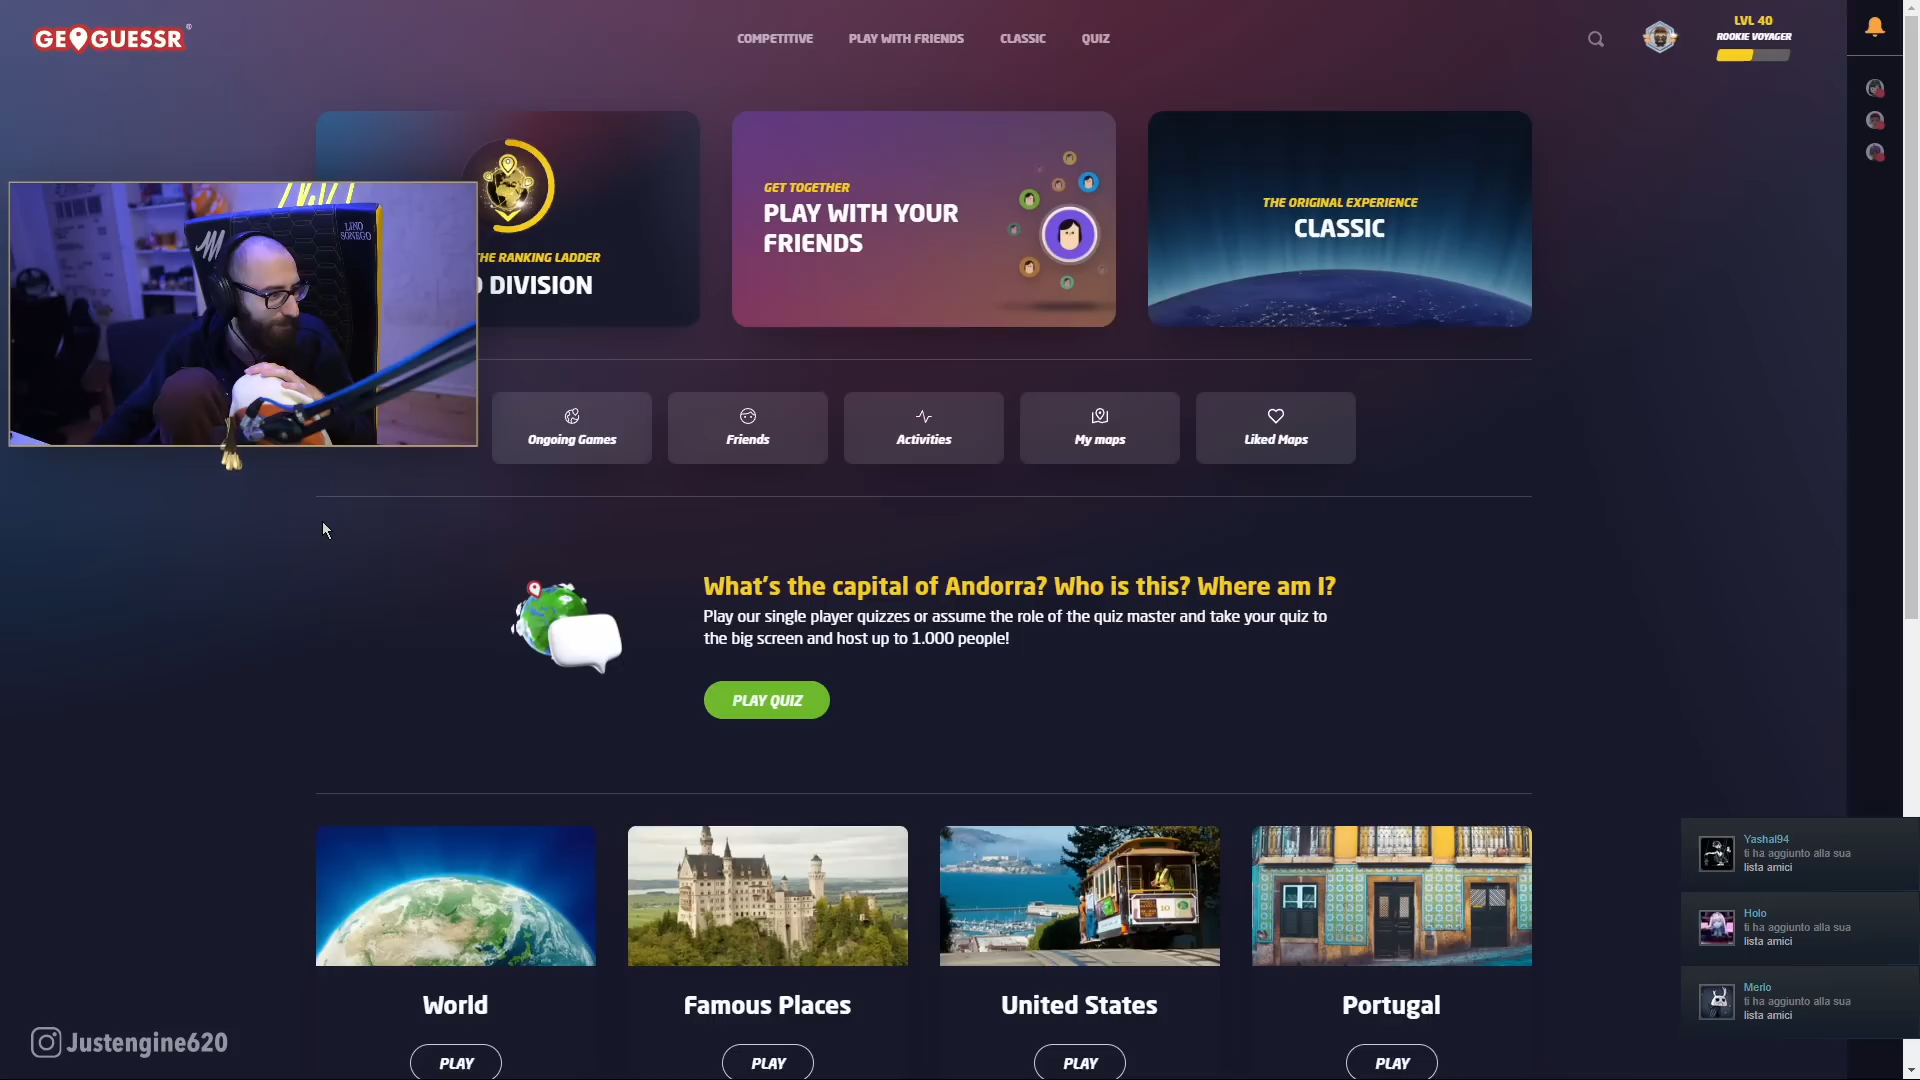 GEOGUESSR
COMPETITIVE
PLAY WITH FRIENDS
CLASSIC
QUIZ
LVL 40
ROOKIE VOYAGER
THE RANKING LADDER
DIVISION
GET TOGETHER
PLAY WITH YOUR
FRIENDS
THE ORIGINAL EXPERIENCE
CLASSIC
LINO
SONEGO
Ongoing Games
Friends
Activities
My maps
Liked Maps
What's the capital of Andorra? Who is this? Where am I?
Play our single player quizzes or assume the role of the quiz master and take your quiz to
the big screen and host up to 1.000 people!
PLAY QUIZ
World
Famous Places
United States
Portugal
PLAY
PLAY
PLAY
PLAY
Yashal94
ti ha aggiunto alla sua
lista amici
Holo
ti ha aggiunto alla sua
lista amici
Merlo
ti ha aggiunto alla sua
lista amici
Justengine620